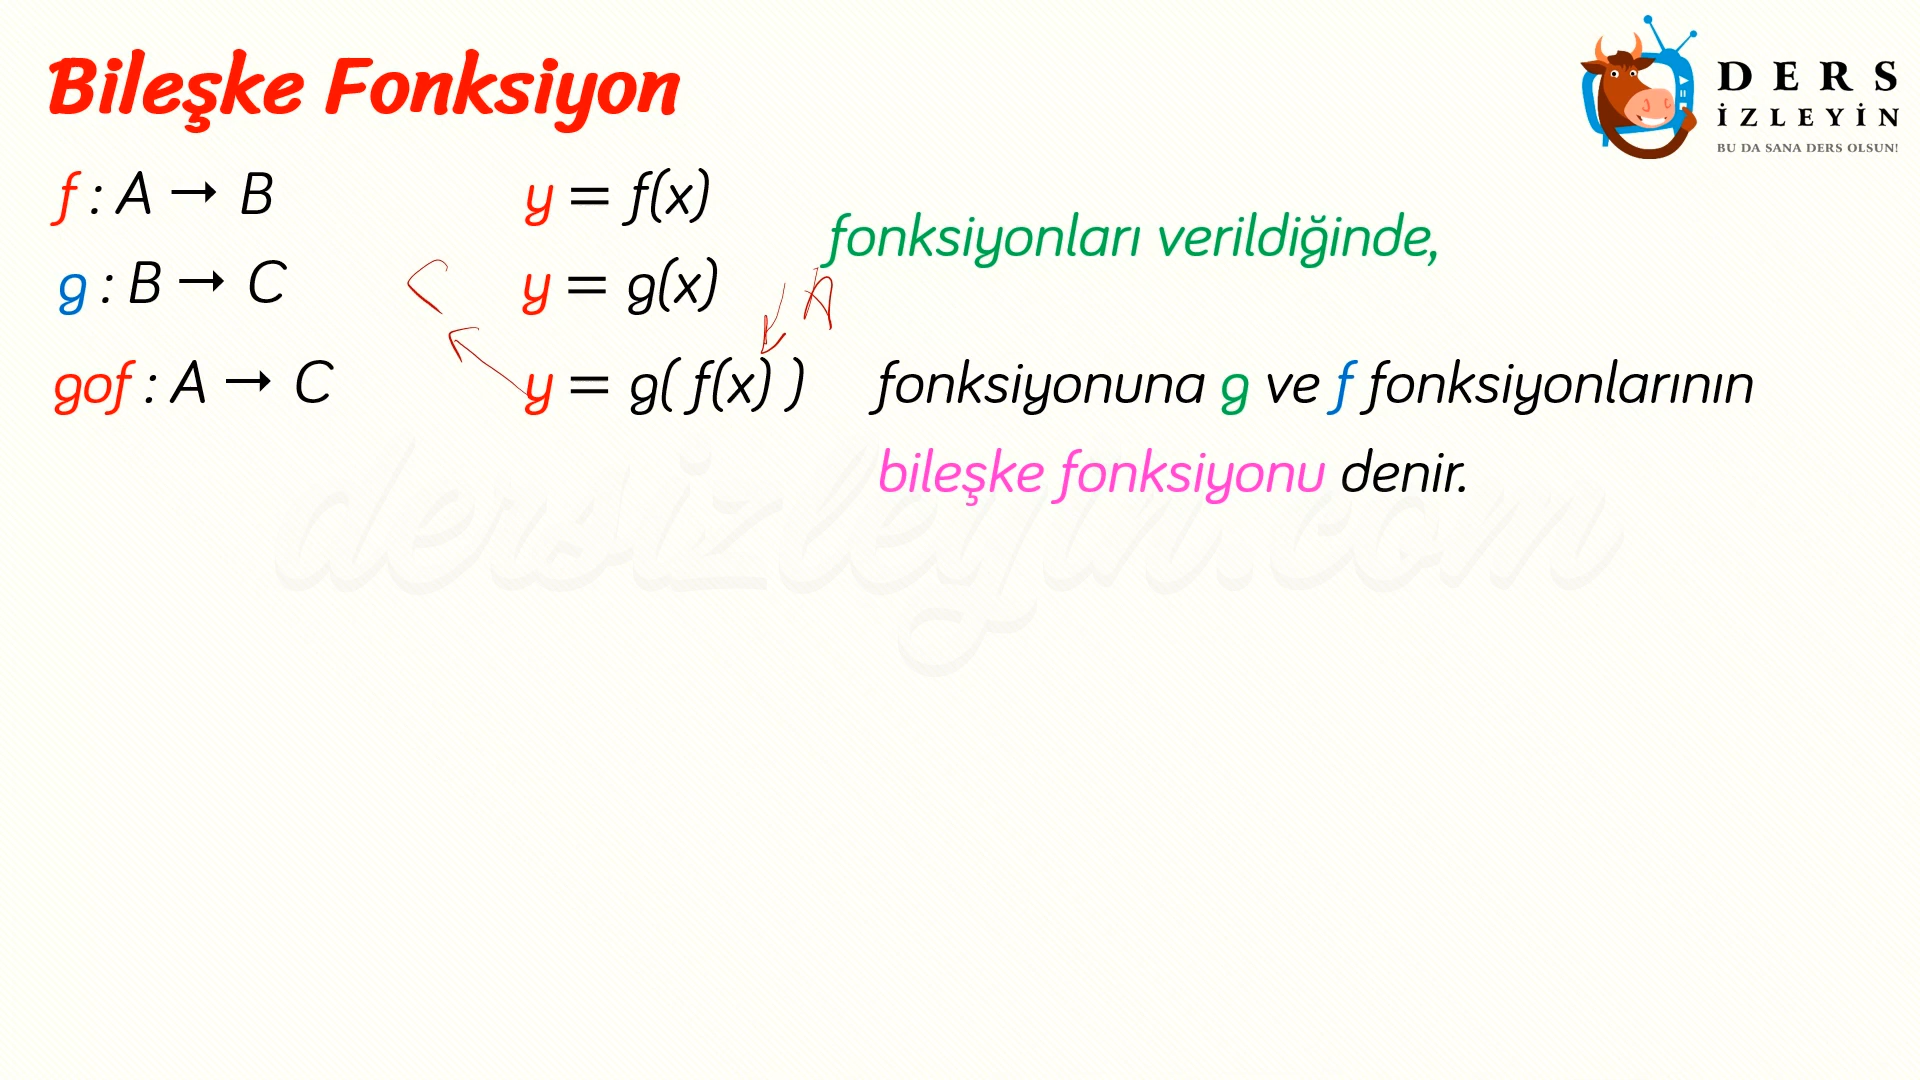 Bileşke Fonksiyon
DERS
İZLEYİN
BU DA SANA DERS OLSUN!
f : A → B y = f(x)
fonksiyonları verildiğinde,
g : B → C C y = g(x) A
gof : A → C y = g( f(x) ) fonksiyonuna g ve f fonksiyonlarının
bileşke fonksiyonu denir.
dersizleyin.com